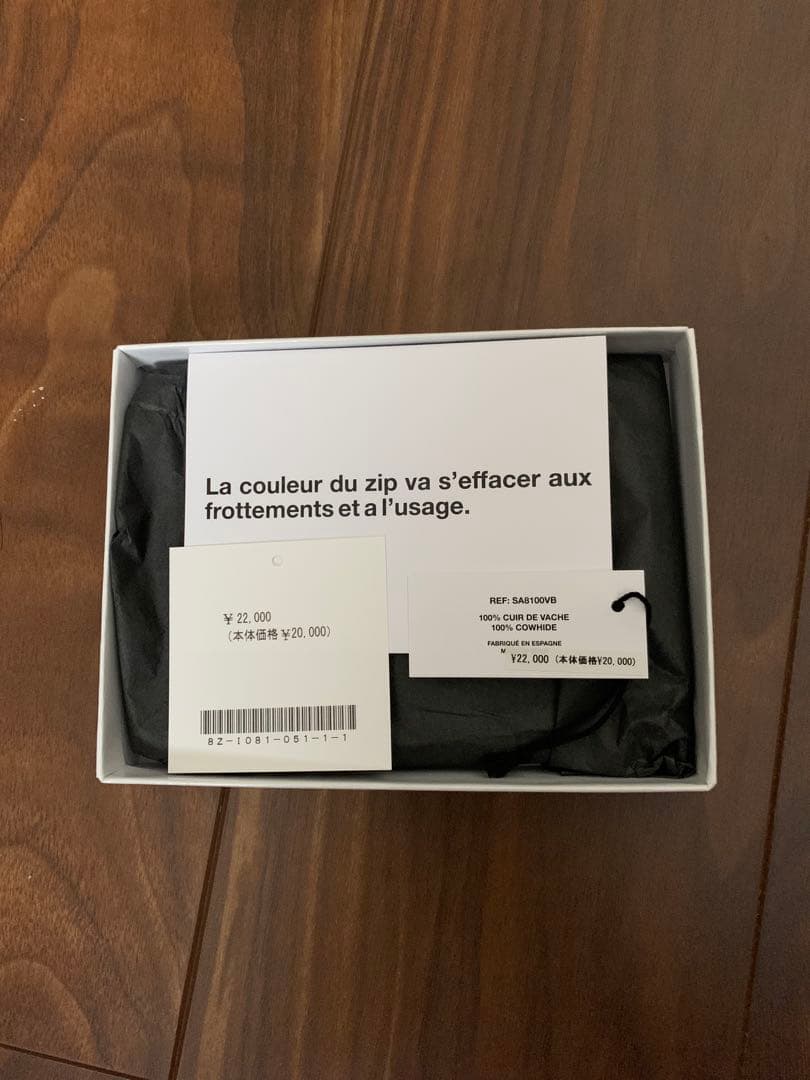 La couleur du zip va s'effacer aux
frottements et a l'usage.
¥ 22,000
(本体価格 ¥20,000)
8Z-I081-051-1-1
REF: SA8100VB
100% CUIR DE VACHE
100% COWHIDE
FABRIQUÉ EN ESPAGNE
M
¥22,000 (本体価格¥20,000)